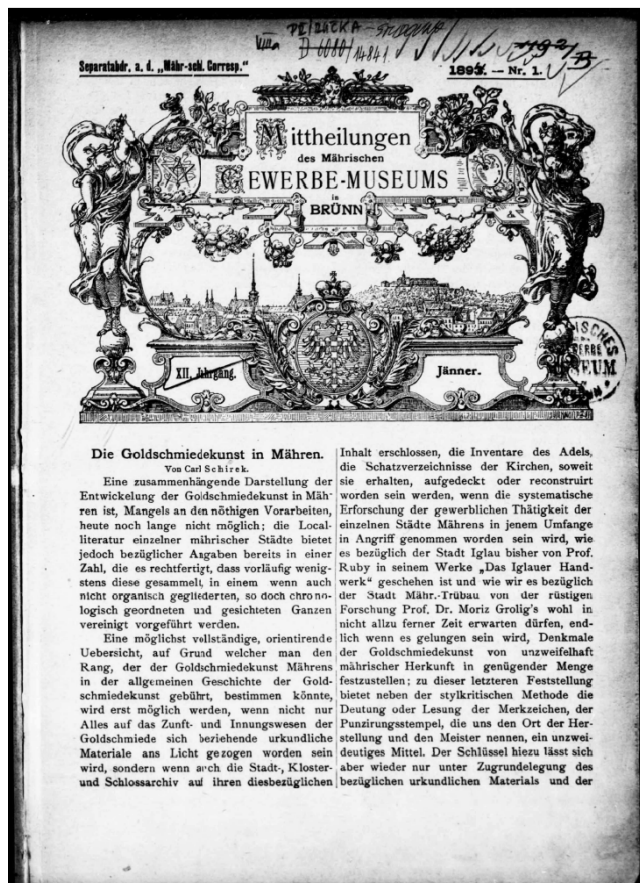 Separatabdr. a. d. „Mähr-schl. Corresp."
VIIIa D 6080/14841
1895. — Nr. 1.
Mittheilungen
des Mährischen
GEWERBE-MUSEUMS
in
BRÜNN
XII. Jahrgang.
Jänner.
Die Goldschmiedekunst in Mähren.
Von Carl Schirek.
Eine zusammenhängende Darstellung der
Entwickelung der Goldschmiedekunst in Mäh-
ren ist, Mangels an den nöthigen Vorarbeiten,
heute noch lange nicht möglich; die Local-
literatur einzelner mährischer Städte bietet
jedoch bezüglicher Angaben bereits in einer
Zahl, die es rechtfertigt, dass vorläufig wenig-
stens diese gesammelt, in einem wenn auch
nicht organisch gegliederten, so doch chrono-
logisch geordneten und gesichteten Ganzen
vereinigt vorgeführt werden.
Eine möglichst vollständige, orientirende
Uebersicht, auf Grund welcher man den
Rang, der der Goldschmiedekunst Mährens
in der allgemeinen Geschichte der Gold-
schmiedekunst gebührt, bestimmen könnte,
wird erst möglich werden, wenn nicht nur
Alles auf das Zunft- und Innungswesen der
Goldschmiede sich beziehende urkundliche
Materiale ans Licht gezogen worden sein
wird, sondern wenn auch die Stadt-, Kloster-
und Schlossarchiv auf ihren diesbezüglichen
Inhalt erschlossen, die Inventare des Adels,
die Schatzverzeichnisse der Kirchen, soweit
sie erhalten, aufgedeckt oder reconstruirt
worden sein werden, wenn die systematische
Erforschung der gewerblichen Thätigkeit der
einzelnen Städte Mährens in jenem Umfange
in Angriff genommen worden sein wird, wie
es bezüglich der Stadt Iglau bisher von Prof.
Ruby in seinem Werke „Das Iglauer Hand-
werk" geschehen ist und wie wir es bezüglich
der Stadt Mähr.-Trübau von der rüstigen
Forschung Prof. Dr. Moriz Grolig's wohl in
nicht allzu ferner Zeit erwarten dürfen, end-
lich wenn es gelungen sein wird, Denkmale
der Goldschmiedekunst von unzweifelhaft
mährischer Herkunft in genügender Menge
festzustellen; zu dieser letzteren Feststellung
bietet neben der stylkritischen Methode die
Deutung oder Lesung der Merkzeichen, der
Punzirungsstempel, die uns den Ort der Her-
stellung und den Meister nennen, ein unzwei-
deutiges Mittel. Der Schlüssel hiezu lässt sich
aber wieder nur unter Zugrundelegung des
bezüglichen urkundlichen Materials und der